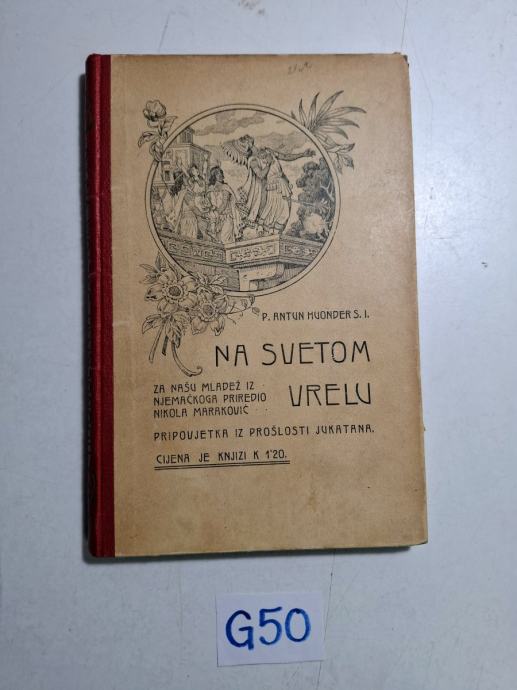 P. ANTUN HUONDER S. I.
NA SVETOM
VRELU
ZA NAŠU MLADEŽ IZ
NJEMAČKOGA PRIREDIO
NIKOLA MARAKOVIĆ
PRIPOVJETKA IZ PROŠLOSTI JUKATANA.
CIJENA JE KNJIZI K 1'20.
G50